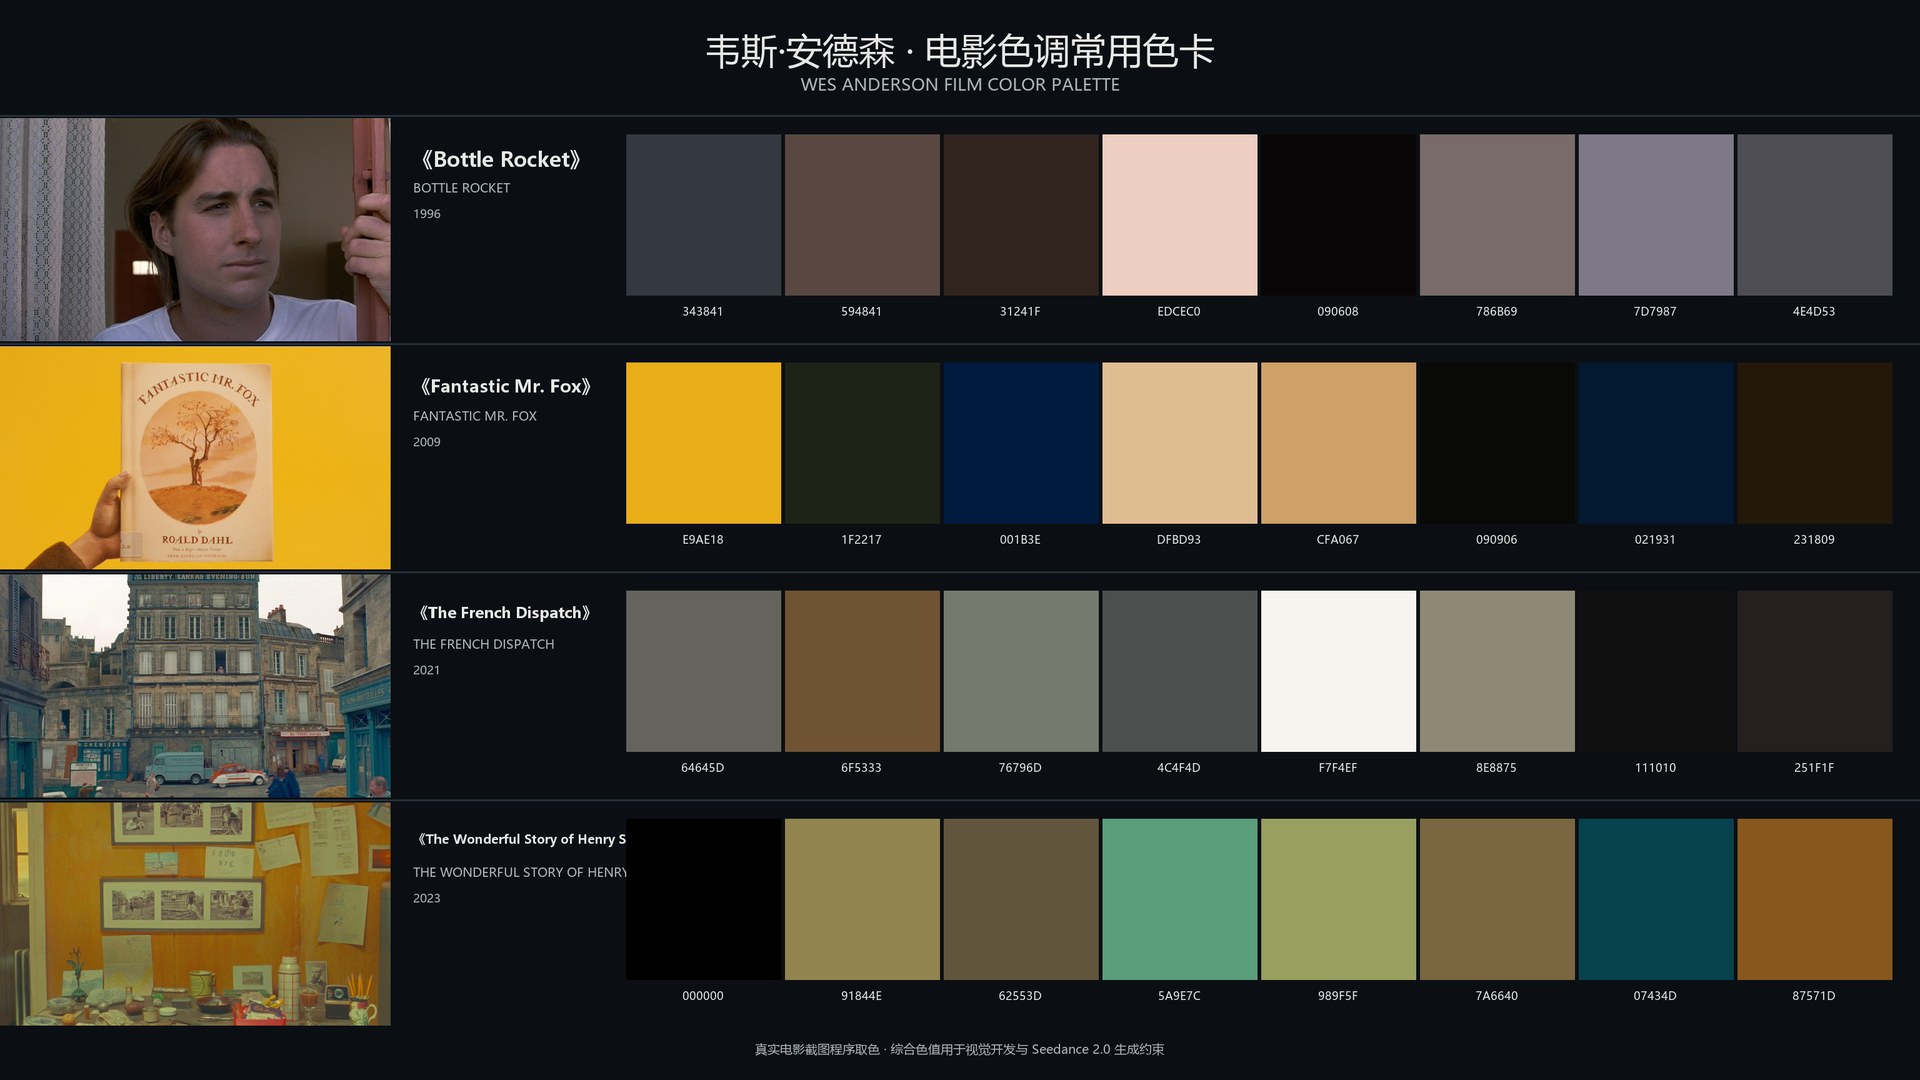 韦斯·安德森 · 电影色调常用色卡
WES ANDERSON FILM COLOR PALETTE
《Bottle Rocket》
BOTTLE ROCKET
1996
343841 594841 31241F EDCEC0 090608 786B69 7D7987 4E4D53
FANTASTIC MR. FOX
ROALD DAHL
《Fantastic Mr. Fox》
FANTASTIC MR. FOX
2009
E9AE18 1F2217 001B3E DFBD93 CFA067 090906 021931 231809
LIBERTY KANSAS EVENING SUN
《The French Dispatch》
THE FRENCH DISPATCH
2021
64645D 6F5333 76796D 4C4F4D F7F4EF 8E8875 111010 251F1F
《The Wonderful Story of Henry S
THE WONDERFUL STORY OF HENRY
2023
000000 91844E 62553D 5A9E7C 989F5F 7A6640 07434D 87571D
真实电影截图程序取色 · 综合色值用于视觉开发与 Seedance 2.0 生成约束